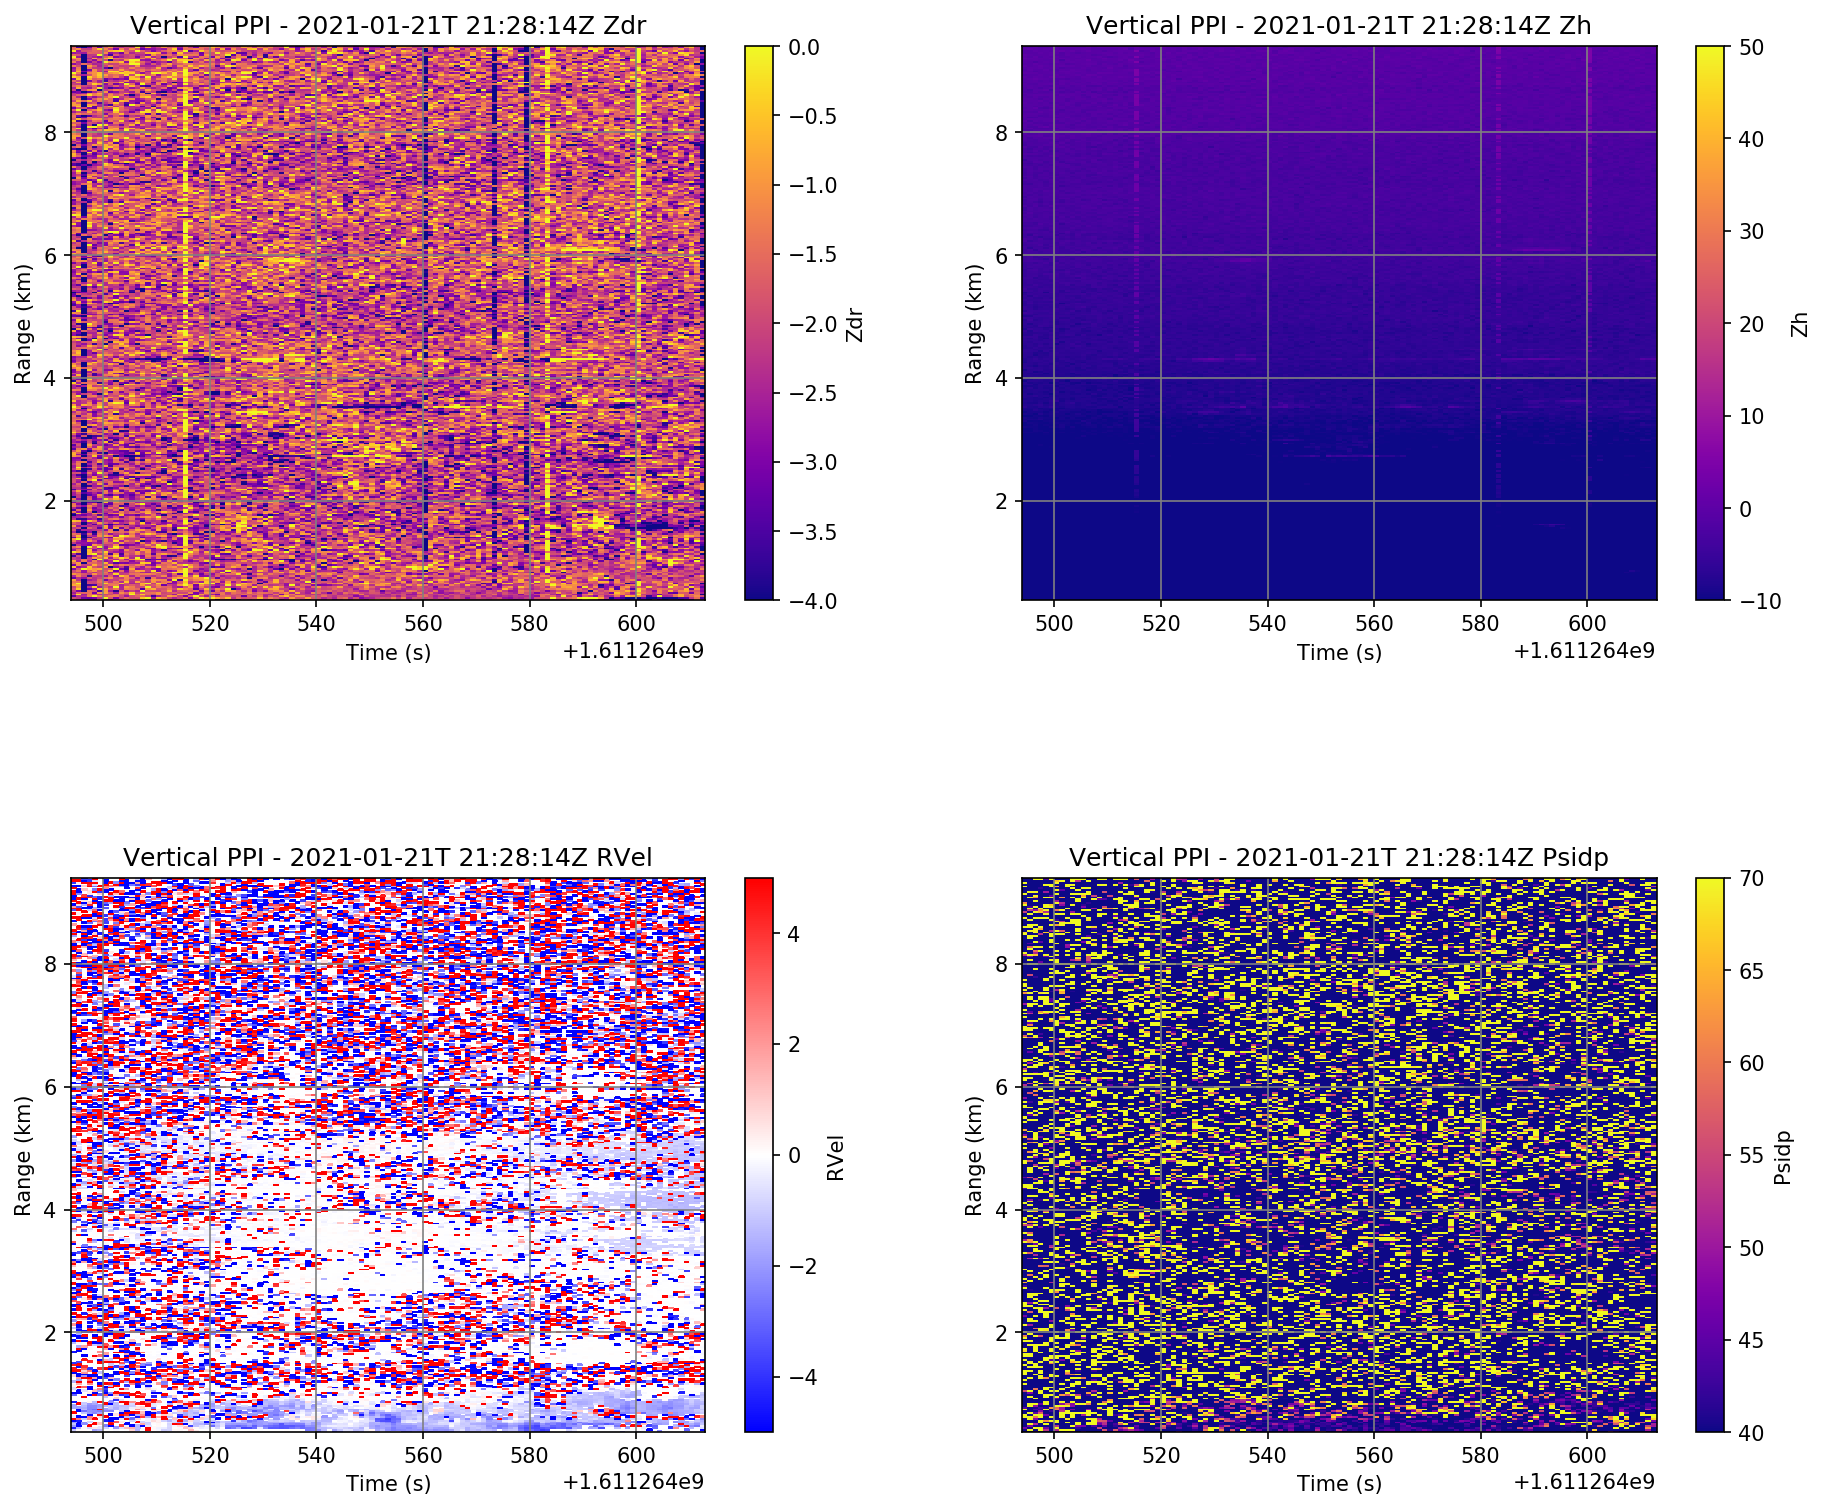 Vertical PPI - 2021-01-21T 21:28:14Z Zdr
Range (km)
8
6
4
2
500 520 540 560 580 600
Time (s)
+1.611264e9
0.0
−0.5
−1.0
−1.5
−2.0
−2.5
−3.0
−3.5
−4.0
Zdr
Vertical PPI - 2021-01-21T 21:28:14Z Zh
Range (km)
8
6
4
2
500 520 540 560 580 600
Time (s)
+1.611264e9
50
40
30
20
10
0
−10
Zh
Vertical PPI - 2021-01-21T 21:28:14Z RVel
Range (km)
8
6
4
2
500 520 540 560 580 600
Time (s)
+1.611264e9
4
2
0
−2
−4
RVel
Vertical PPI - 2021-01-21T 21:28:14Z Psidp
Range (km)
8
6
4
2
500 520 540 560 580 600
Time (s)
+1.611264e9
70
65
60
55
50
45
40
Psidp